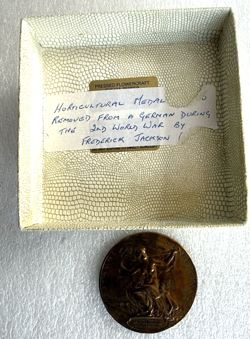 PRESSED FLOWERCRAFT
HORTICULTURAL MEDAL
REMOVED FROM A GERMAN DURING
THE 2ND WORLD WAR BY
FREDERICK JACKSON !